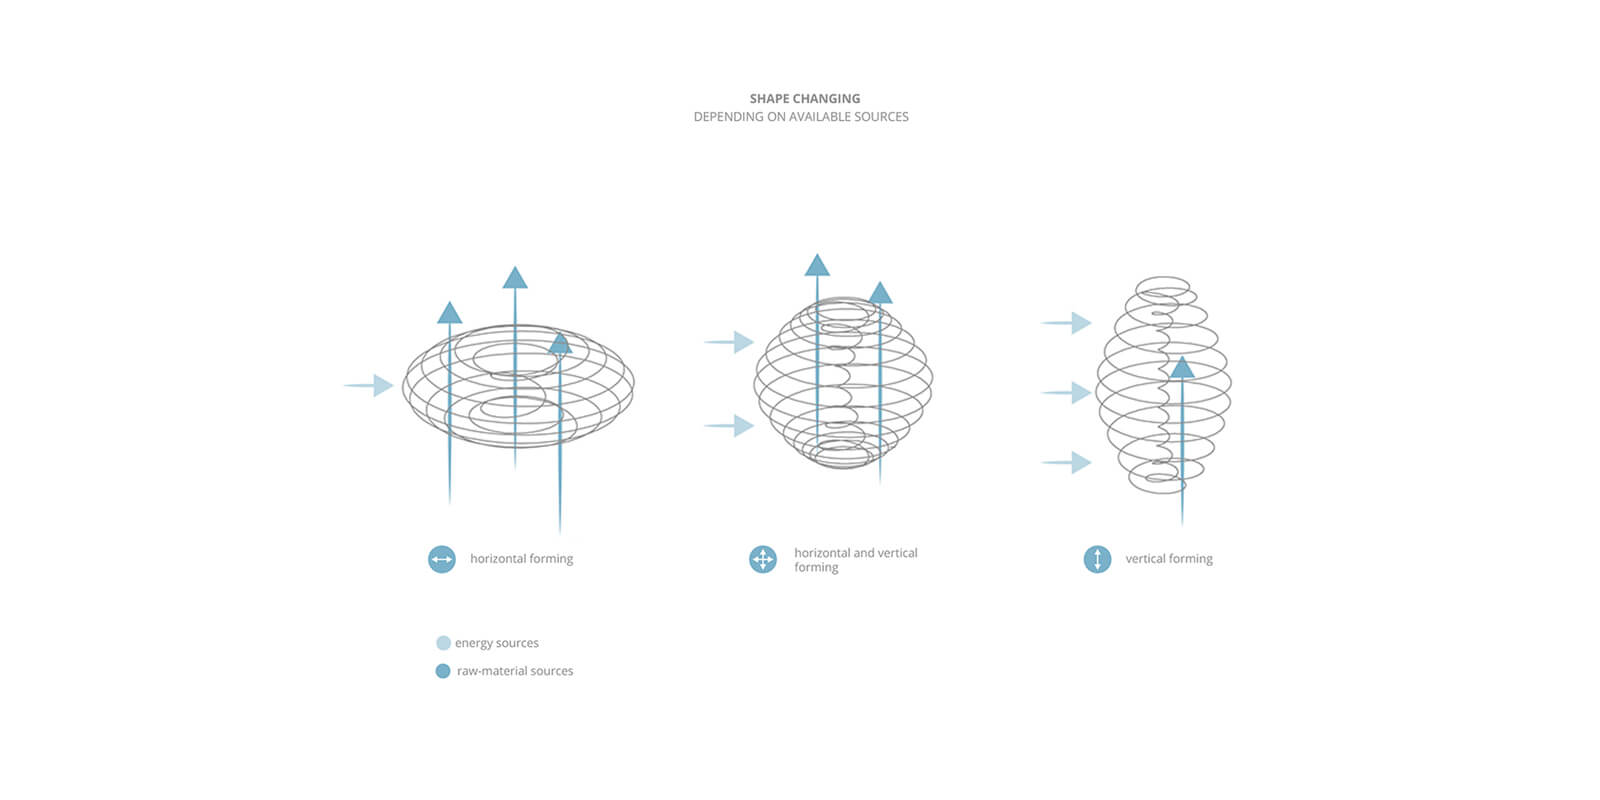 SHAPE CHANGING
DEPENDING ON AVAILABLE SOURCES
horizontal forming
horizontal and vertical
forming
vertical forming
energy sources
raw-material sources